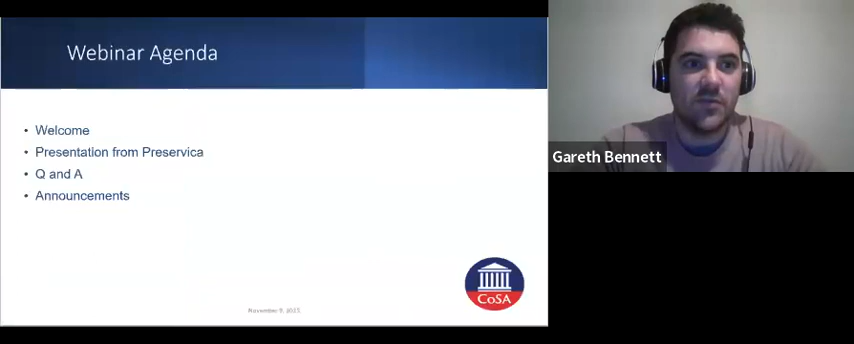 Webinar Agenda
• Welcome
• Presentation from Preservica
• Q and A
• Announcements
CoSA
Gareth Bennett